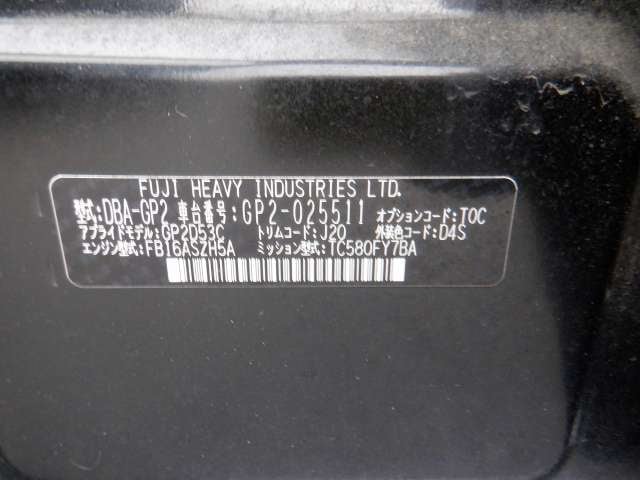 FUJI HEAVY INDUSTRIES LTD.
型式:DBA-GP2 車台番号:GP2-025511 オプションコード:TOC
アプライドモデル:GP2D53C トリムコード:J20 外装色コード:D4S
エンジン型式:FB16ASZH5A ミッション型式:TC580FY7BA